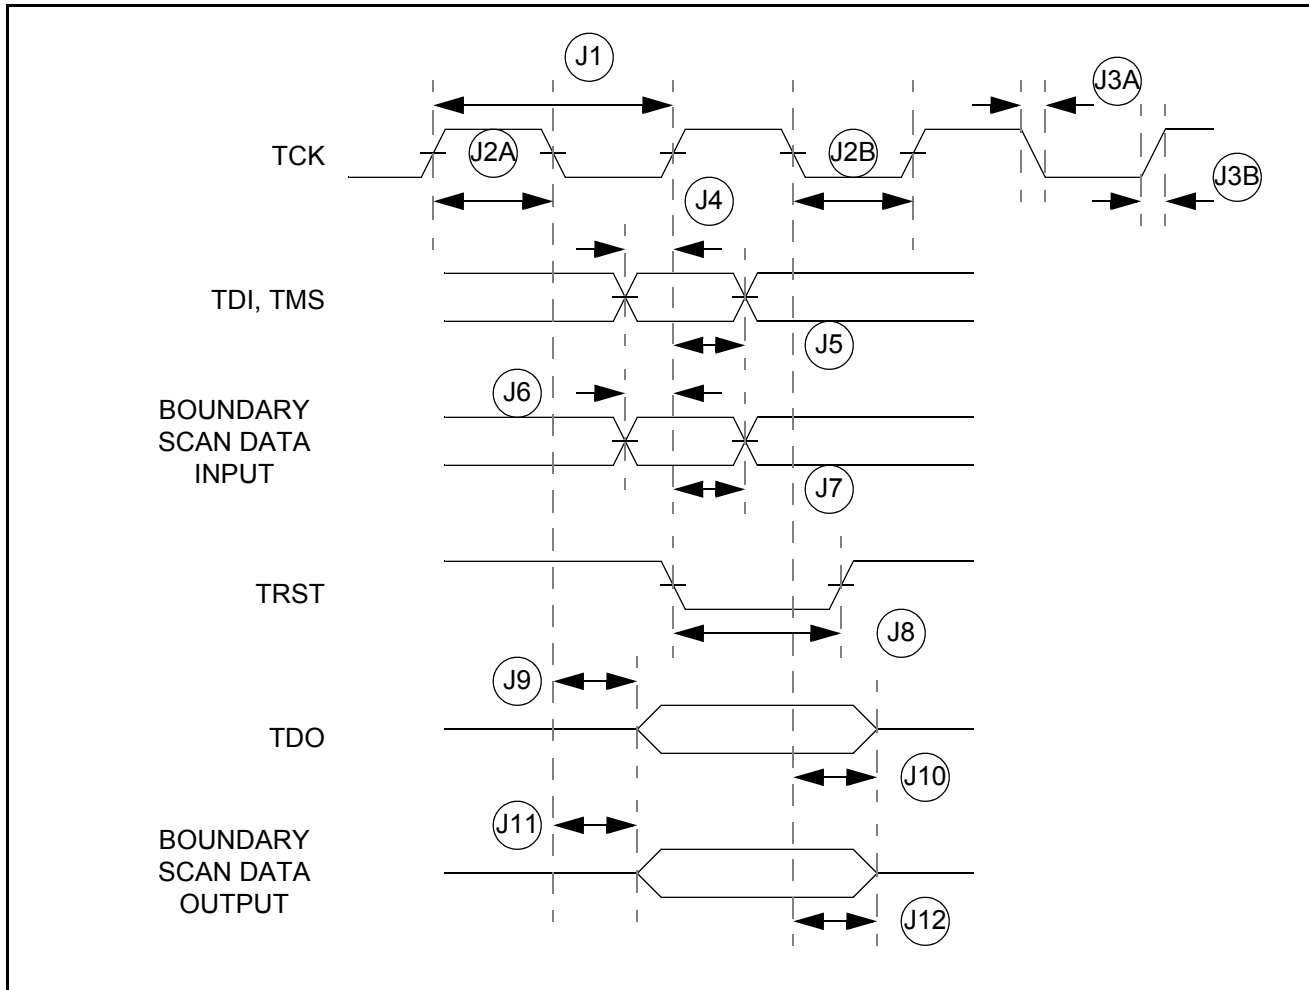 J1
J3A
TCK
J2A
J2B
J3B
J4
TDI, TMS
J5
J6
BOUNDARY
SCAN DATA
INPUT
J7
TRST
J8
J9
TDO
J10
J11
BOUNDARY
SCAN DATA
OUTPUT
J12